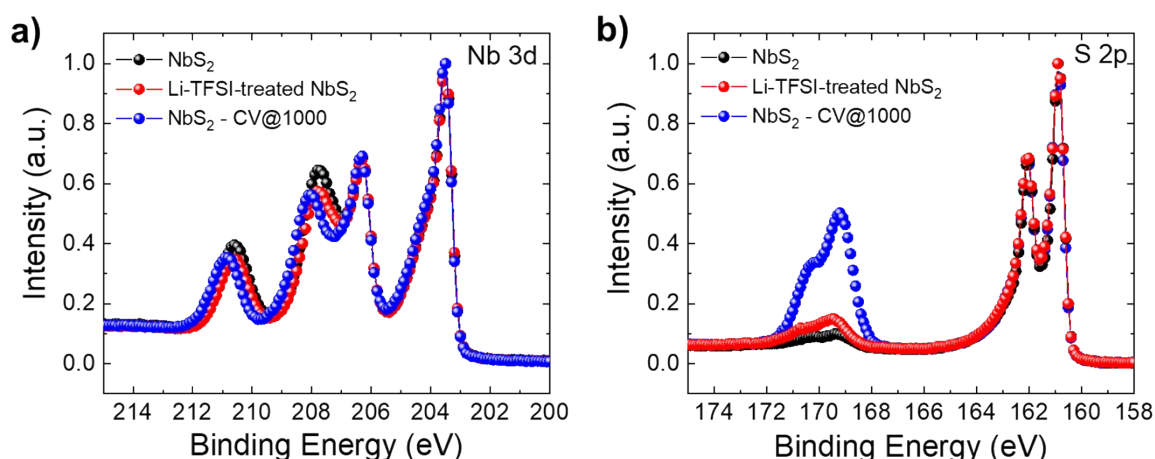 a)
Nb 3d
NbS₂
Li-TFSI-treated NbS₂
NbS₂ - CV@1000
1.0
0.8
0.6
0.4
0.2
0.0
Intensity (a.u.)
214 212 210 208 206 204 202 200
Binding Energy (eV)
b)
S 2p
NbS₂
Li-TFSI-treated NbS₂
NbS₂ - CV@1000
1.0
0.8
0.6
0.4
0.2
0.0
Intensity (a.u.)
174 172 170 168 166 164 162 160 158
Binding Energy (eV)